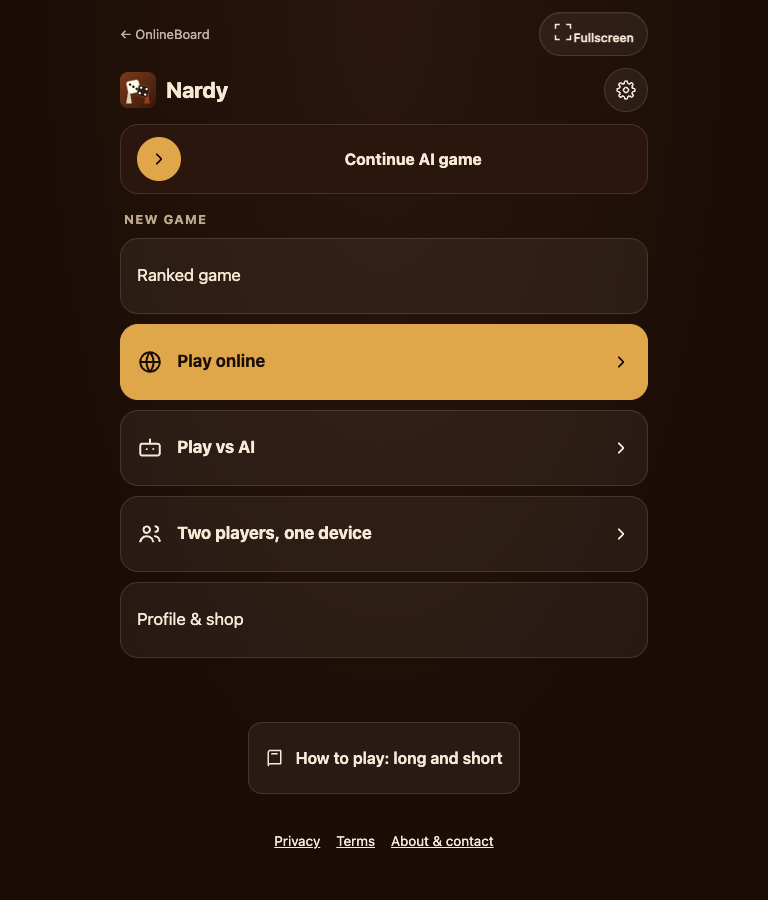 ← OnlineBoard
Fullscreen
Nardy
Continue AI game
NEW GAME
Ranked game
Play online
Play vs AI
Two players, one device
Profile & shop
How to play: long and short
Privacy Terms About & contact